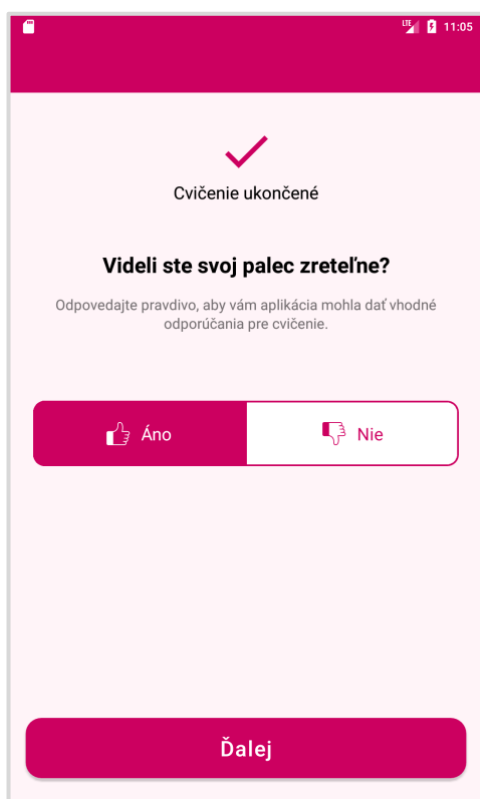 LTE 11:05
Cvičenie ukončené
Videli ste svoj palec zreteľne?
Odpovedajte pravdivo, aby vám aplikácia mohla dať vhodné
odporúčania pre cvičenie.
Áno Nie
Ďalej